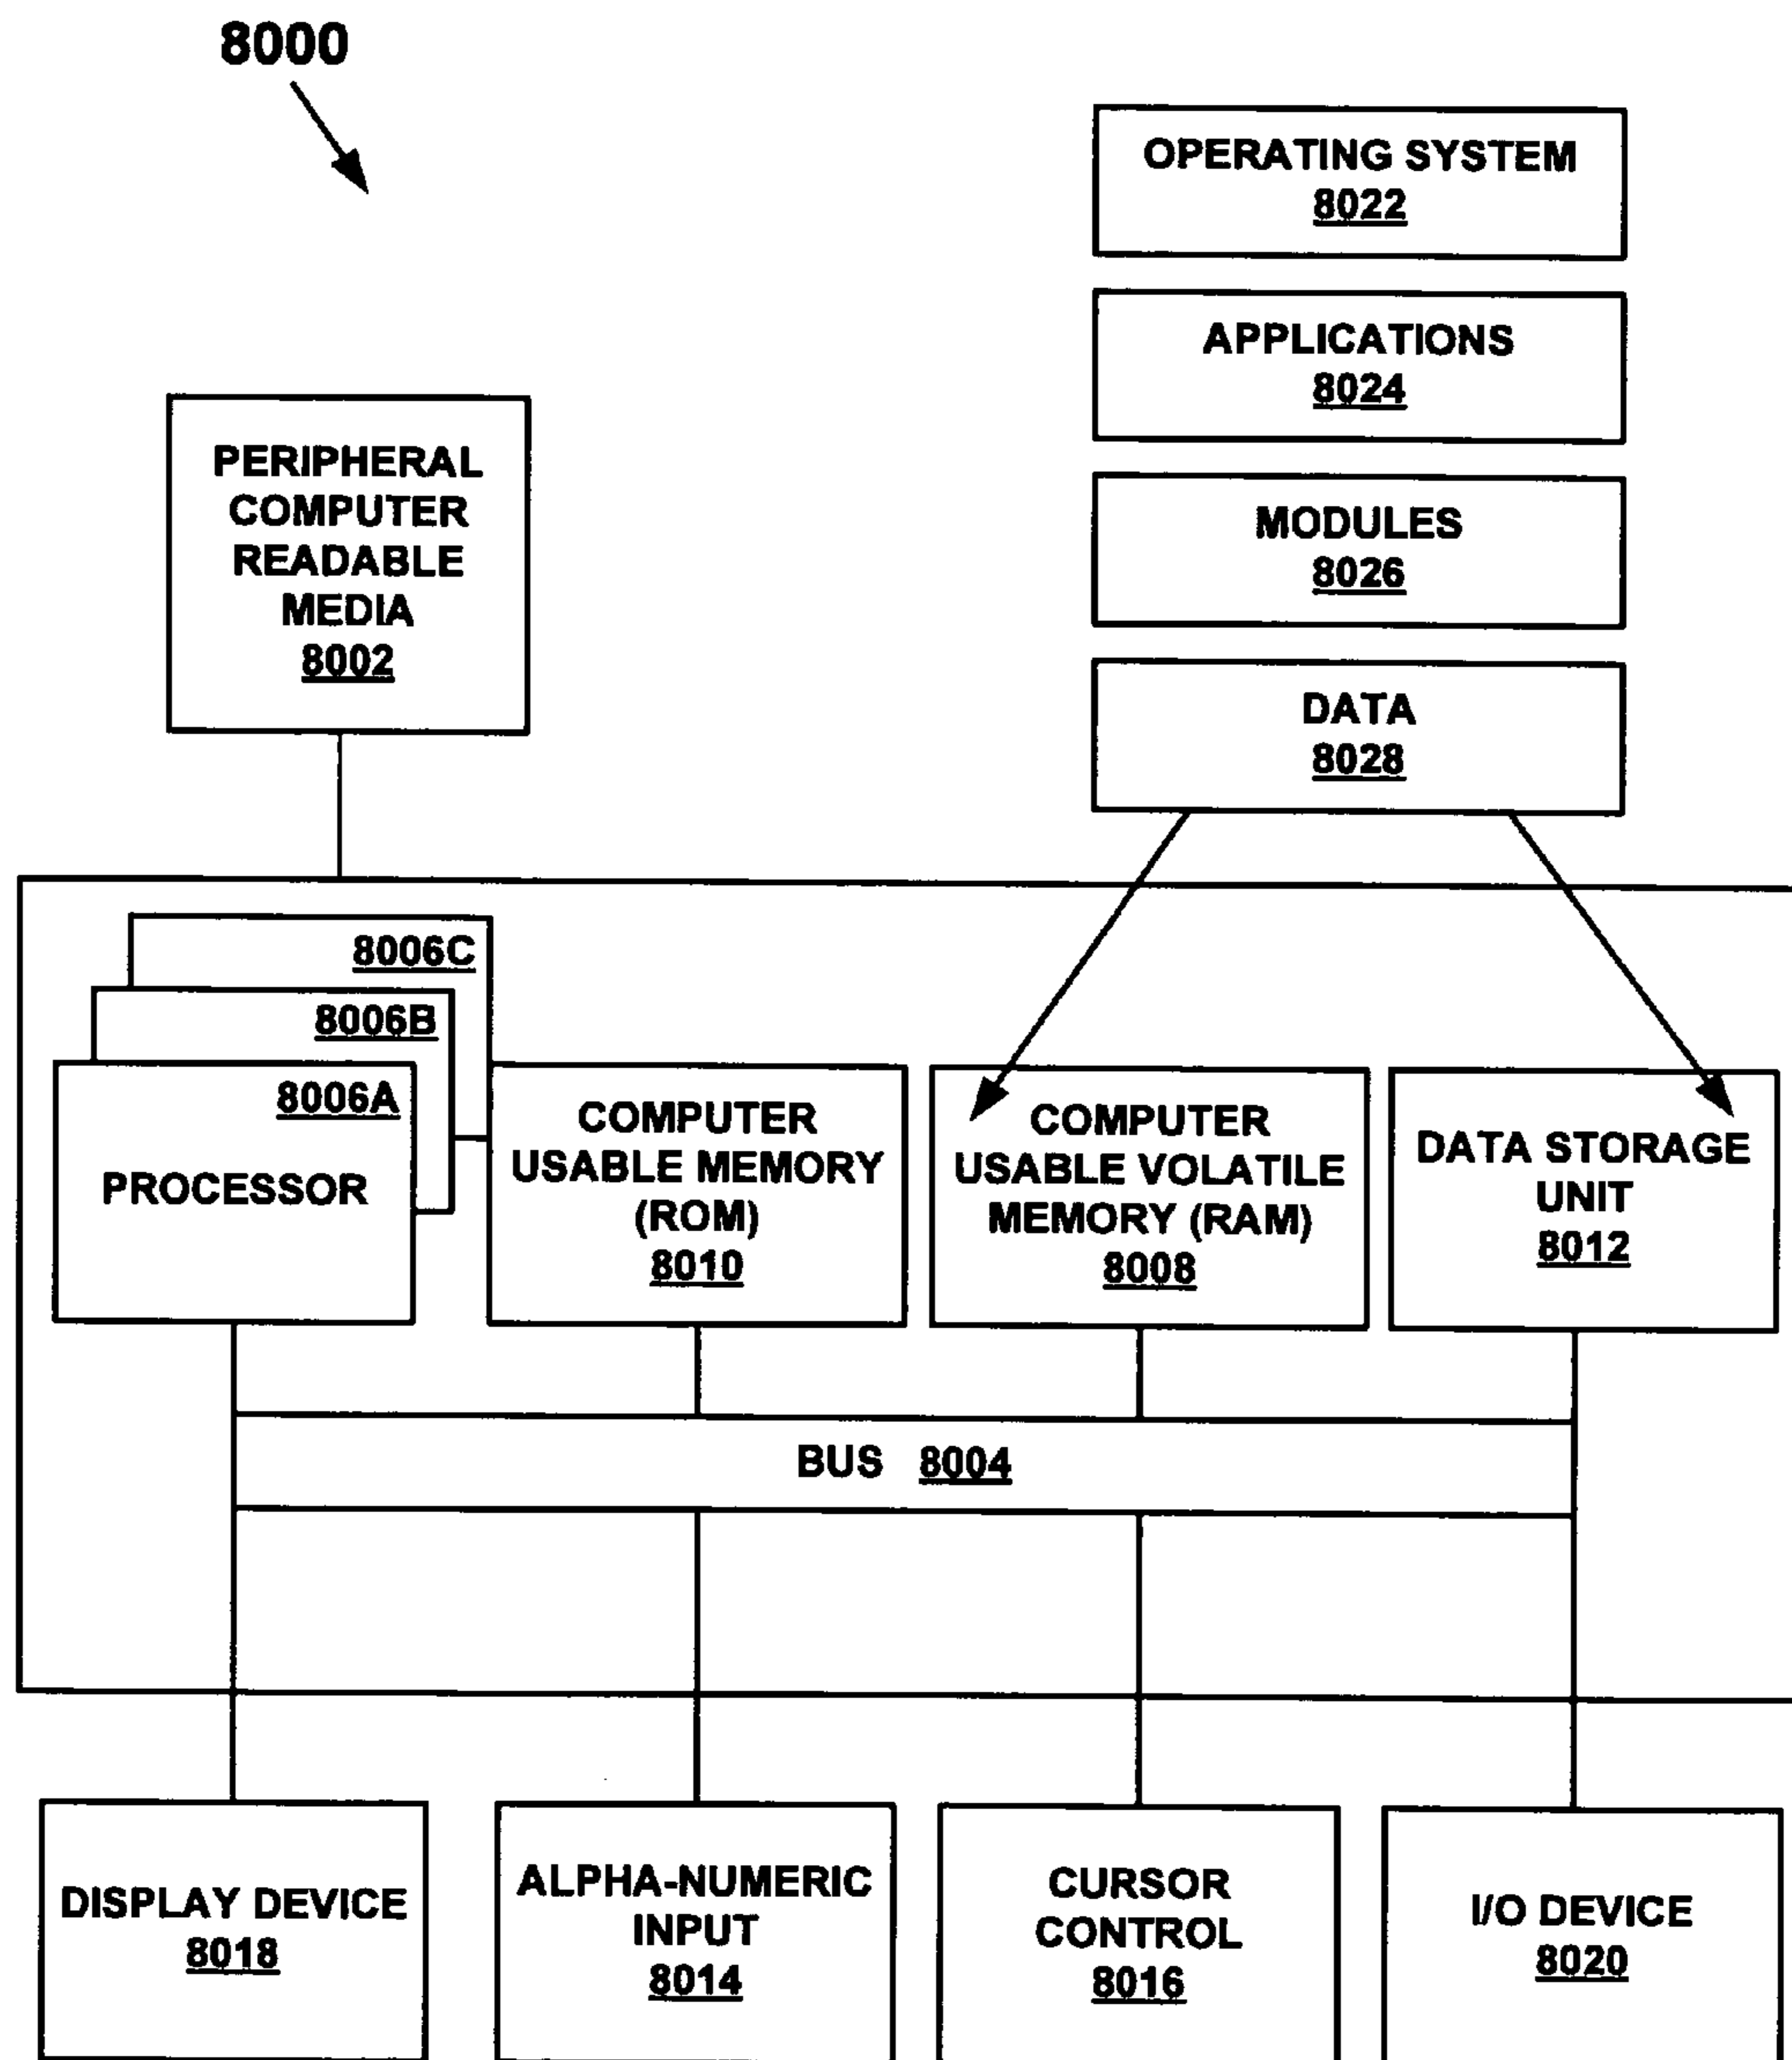 8000
OPERATING SYSTEM
8022
APPLICATIONS
8024
MODULES
8026
DATA
8028
PERIPHERAL
COMPUTER
READABLE
MEDIA
8002
8006C
8006B
8006A
PROCESSOR
COMPUTER
USABLE MEMORY
(ROM)
8010
COMPUTER
USABLE VOLATILE
MEMORY (RAM)
8008
DATA STORAGE
UNIT
8012
BUS 8004
DISPLAY DEVICE
8018
ALPHA-NUMERIC
INPUT
8014
CURSOR
CONTROL
8016
I/O DEVICE
8020